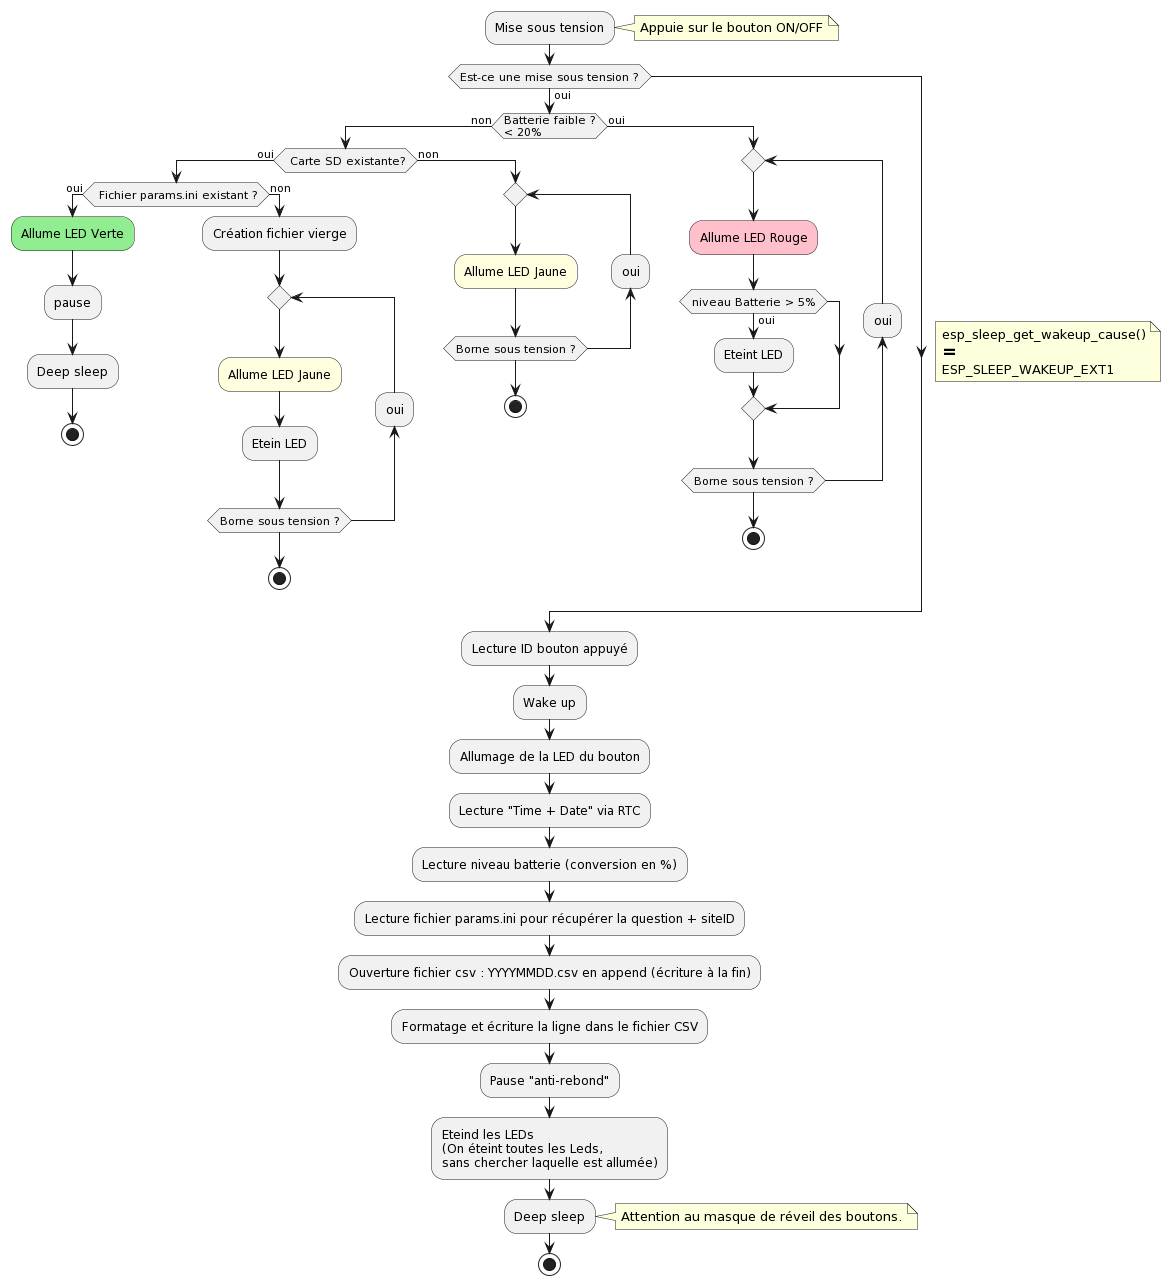 Mise sous tension
Appuie sur le bouton ON/OFF
Est-ce une mise sous tension ?
oui
Batterie faible ?
< 20%
non
oui
Carte SD existante?
oui
non
Fichier params.ini existant ?
oui
non
Allume LED Verte
pause
Deep sleep
Création fichier vierge
Allume LED Jaune
Etein LED
Borne sous tension ?
oui
Allume LED Jaune
Borne sous tension ?
oui
Allume LED Rouge
niveau Batterie > 5%
oui
Eteint LED
Borne sous tension ?
oui
esp_sleep_get_wakeup_cause()
=
ESP_SLEEP_WAKEUP_EXT1
Lecture ID bouton appuyé
Wake up
Allumage de la LED du bouton
Lecture "Time + Date" via RTC
Lecture niveau batterie (conversion en %)
Lecture fichier params.ini pour récupérer la question + siteID
Ouverture fichier csv : YYYYMMDD.csv en append (écriture à la fin)
Formatage et écriture la ligne dans le fichier CSV
Pause "anti-rebond"
Eteind les LEDs
(On éteint toutes les Leds,
sans chercher laquelle est allumée)
Deep sleep
Attention au masque de réveil des boutons.